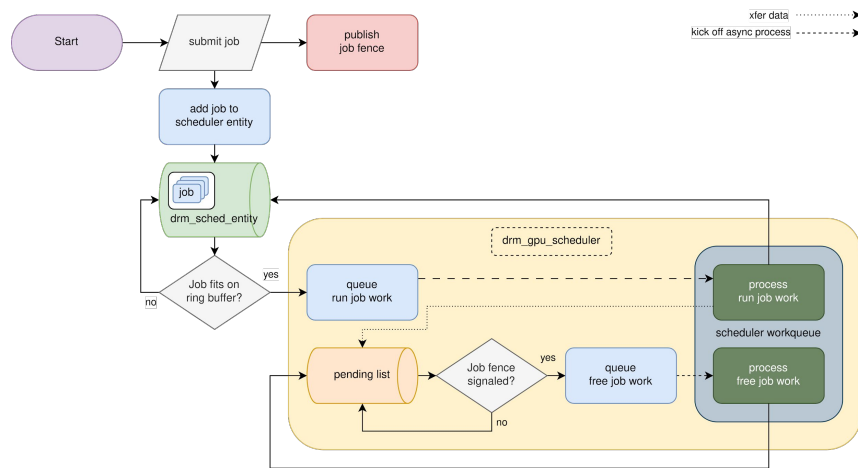 xfer data
kick off async process
Start
submit job
publish
job fence
add job to
scheduler entity
job
drm_sched_entity
drm_gpu_scheduler
Job fits on
ring buffer?
no
yes
queue
run job work
process
run job work
scheduler workqueue
pending list
Job fence
signaled?
yes
no
queue
free job work
process
free job work